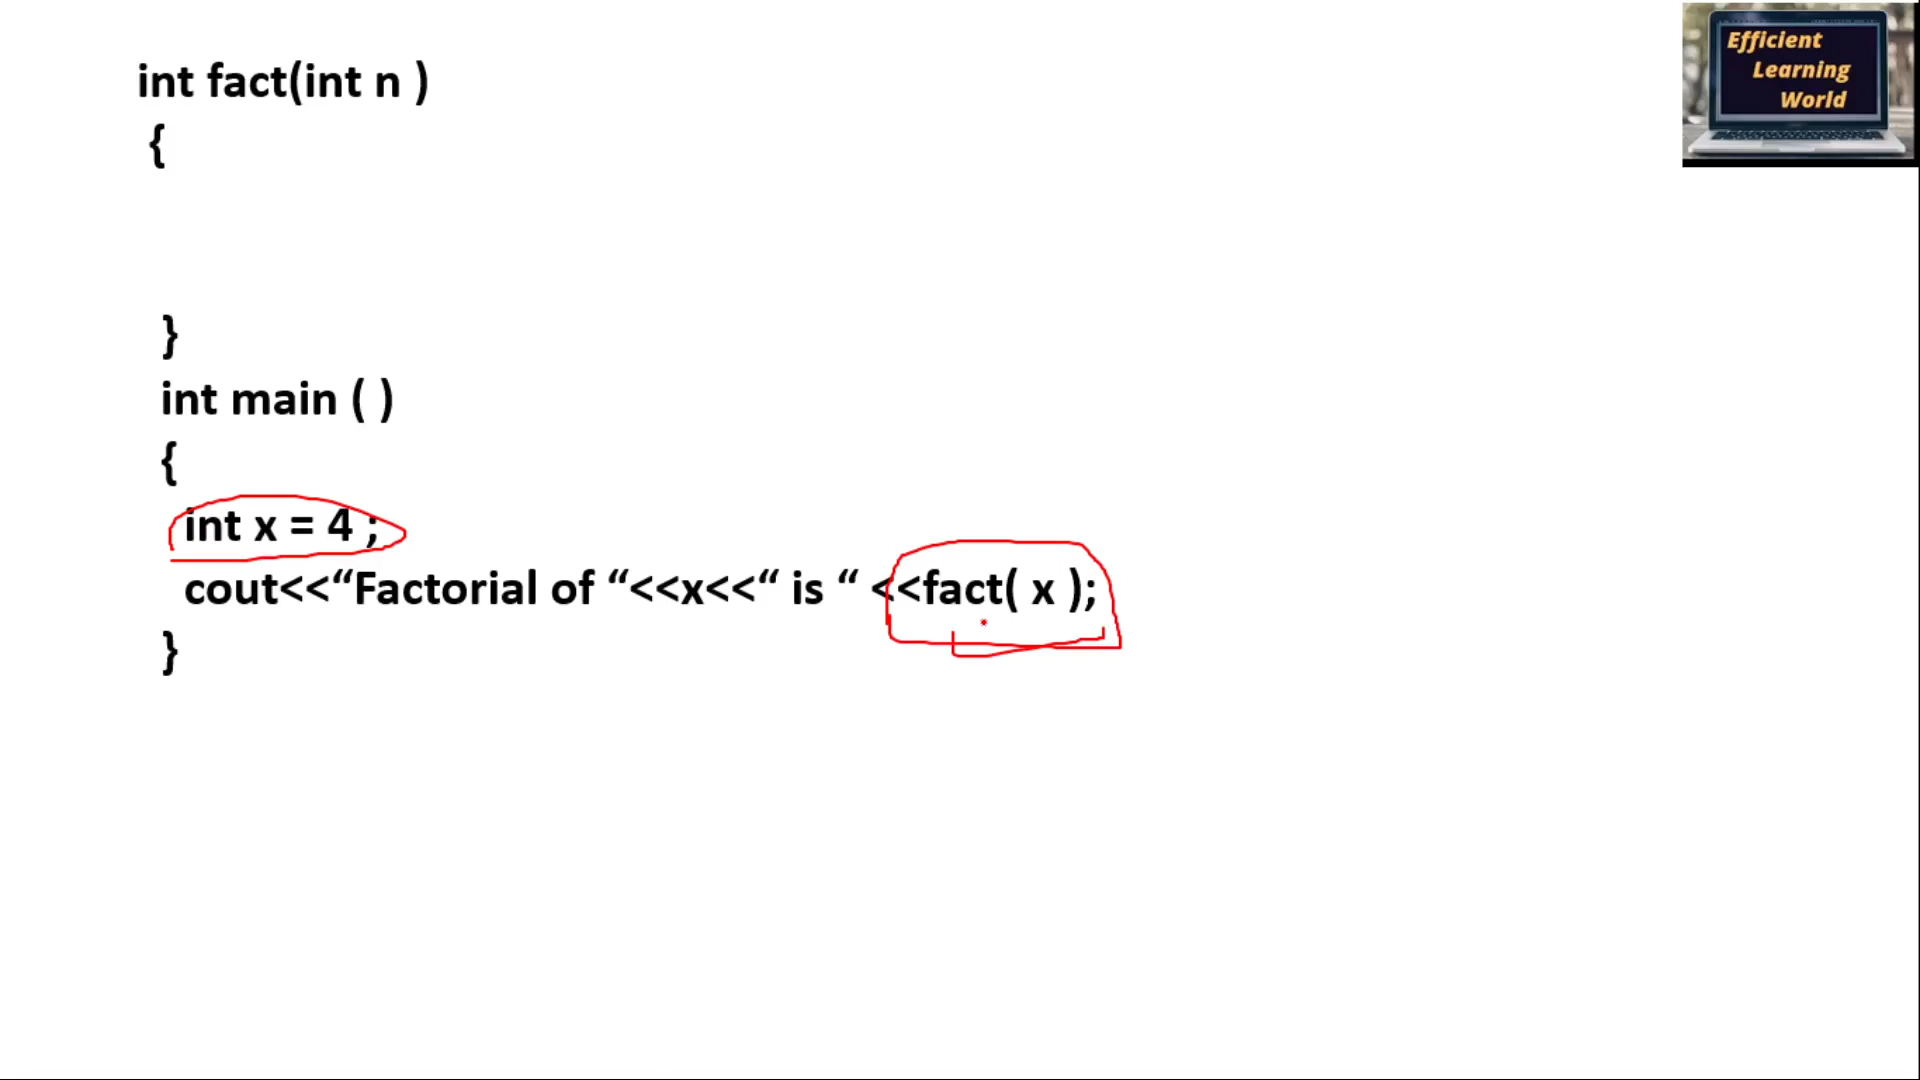 int fact(int n )
{
}
int main ( )
{
int x = 4 ;
cout<<“Factorial of “<<x<<“ is “ <<fact( x );
}
Efficient
Learning
World